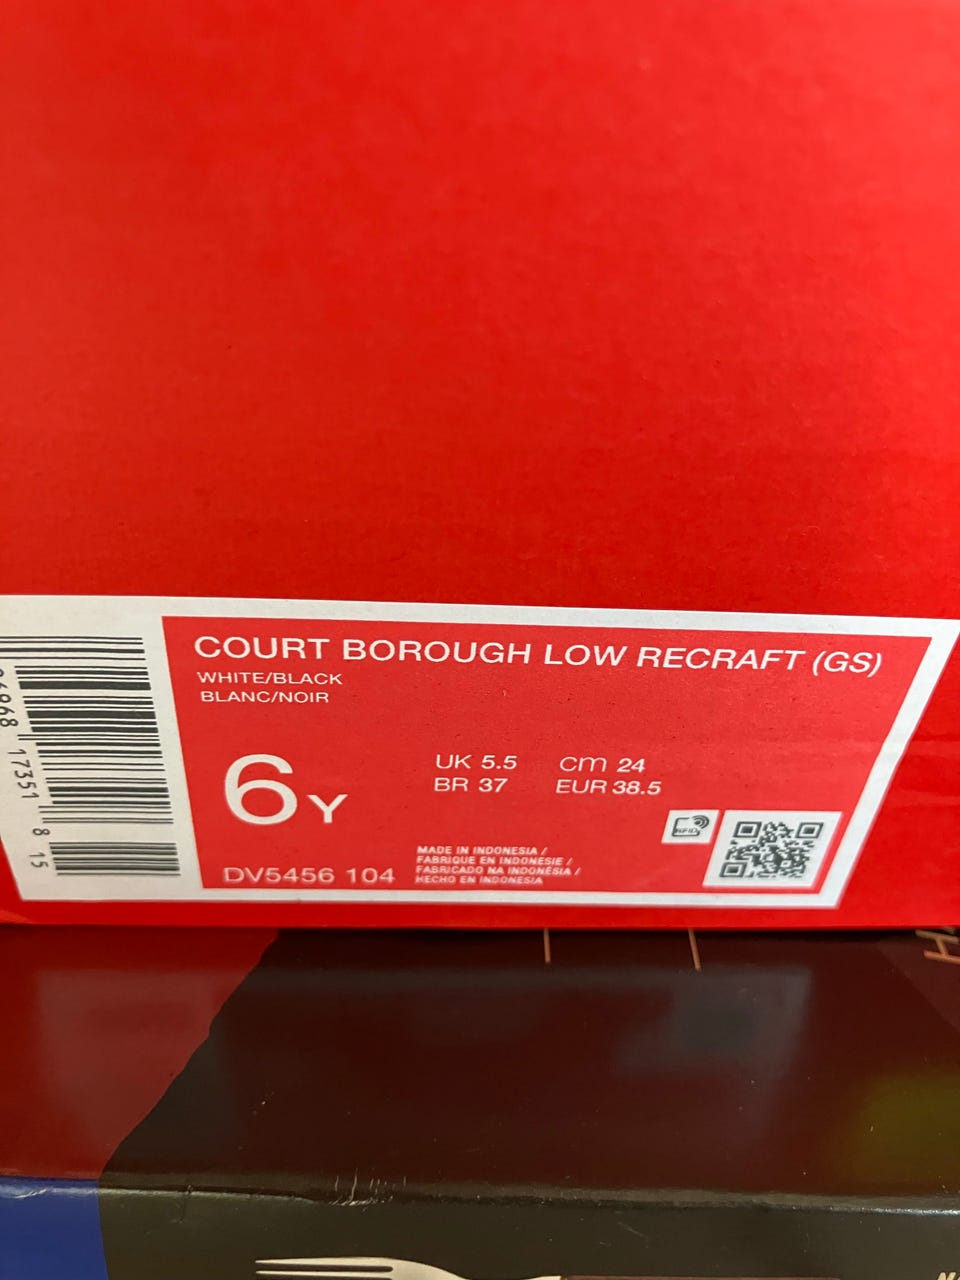 COURT BOROUGH LOW RECRAFT (GS)
WHITE/BLACK
BLANC/NOIR
6Y
UK 5.5 CM 24
BR 37 EUR 38.5
DV5456 104
MADE IN INDONESIA /
FABRIQUE EN INDONESIE /
FABRICADO NA INDONÉSIA /
HECHO EN INDONESIA
RFID
17351 8 15